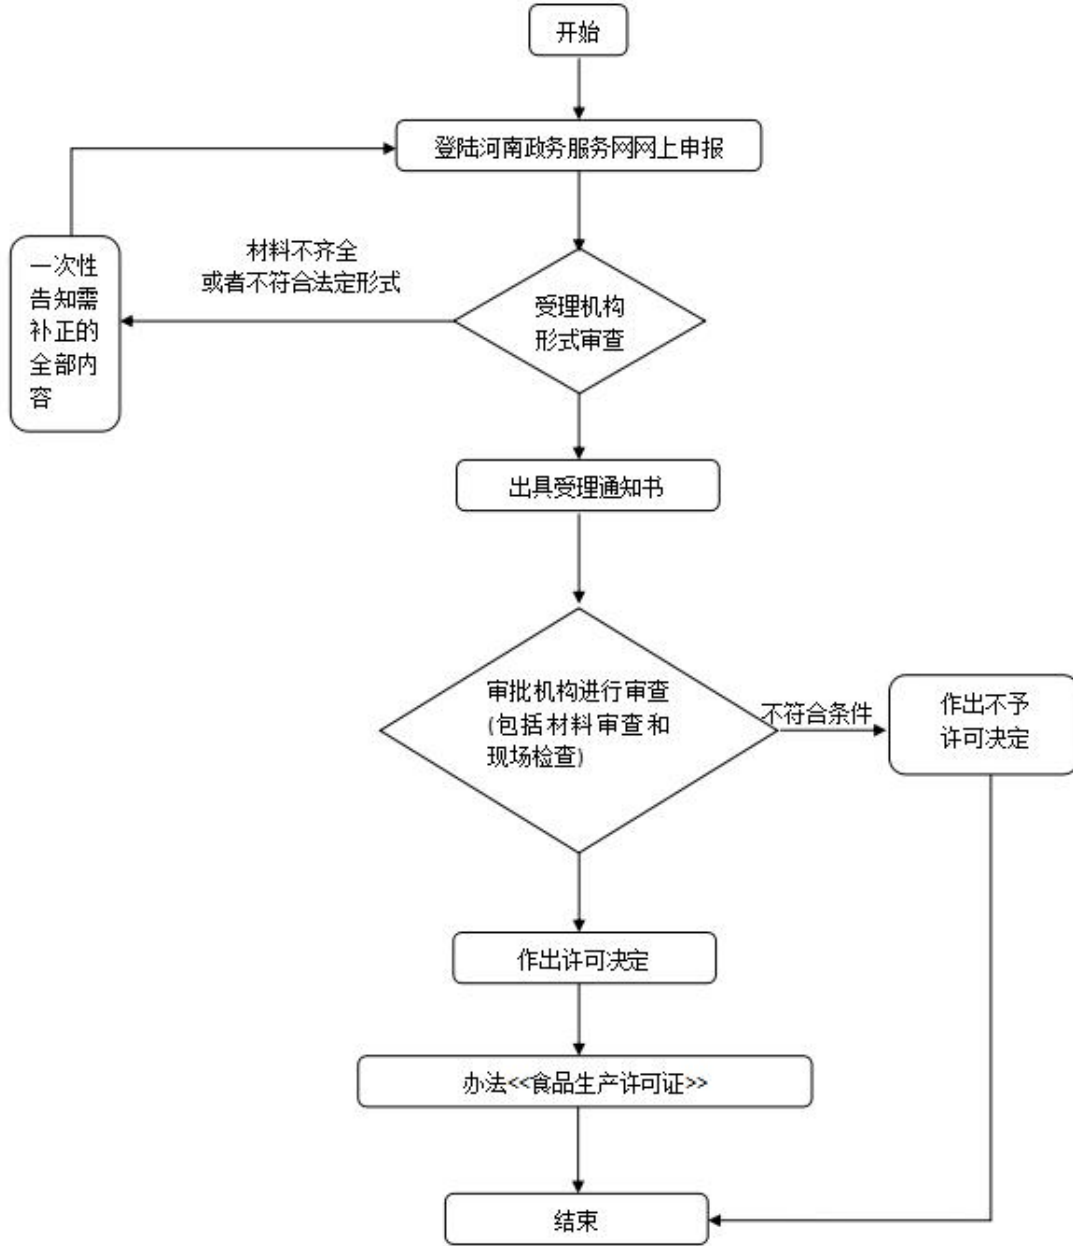 开始
登陆河南政务服务网网上申报
材料不齐全
或者不符合法定形式
一次性
告知需
补正的
全部内
容
受理机构
形式审查
出具受理通知书
审批机构进行审查
(包括材料审查和
现场检查)
不符合条件
作出不予
许可决定
作出许可决定
办法<<食品生产许可证>>
结束